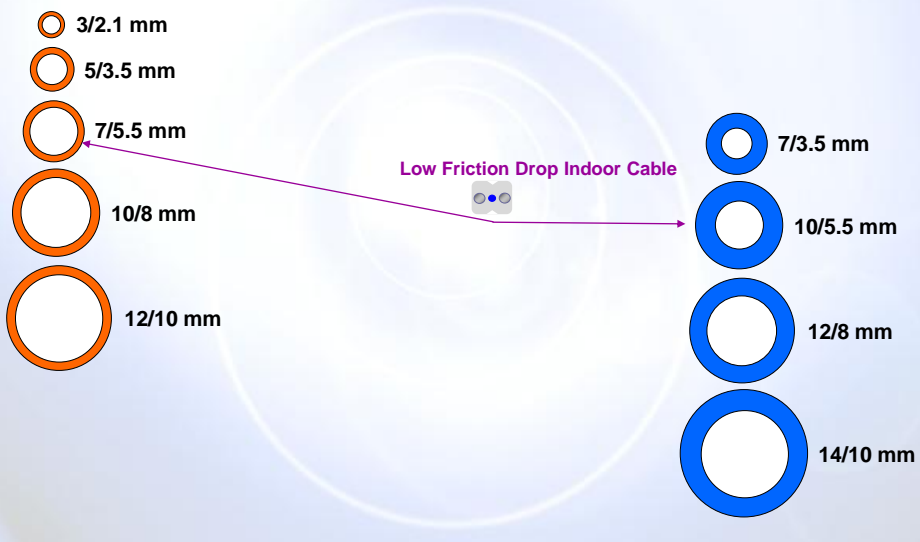 3/2.1 mm
5/3.5 mm
7/5.5 mm
10/8 mm
12/10 mm
Low Friction Drop Indoor Cable
7/3.5 mm
10/5.5 mm
12/8 mm
14/10 mm